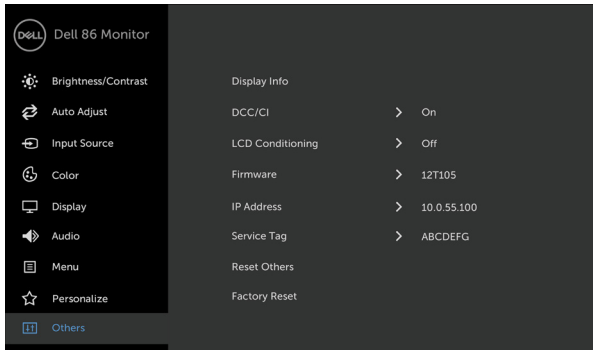 DELL Dell 86 Monitor
Brightness/Contrast
Auto Adjust
Input Source
Color
Display
Audio
Menu
Personalize
Others
Display Info
DCC/CI > On
LCD Conditioning > Off
Firmware > 12T105
IP Address > 10.0.55.100
Service Tag > ABCDEFG
Reset Others
Factory Reset